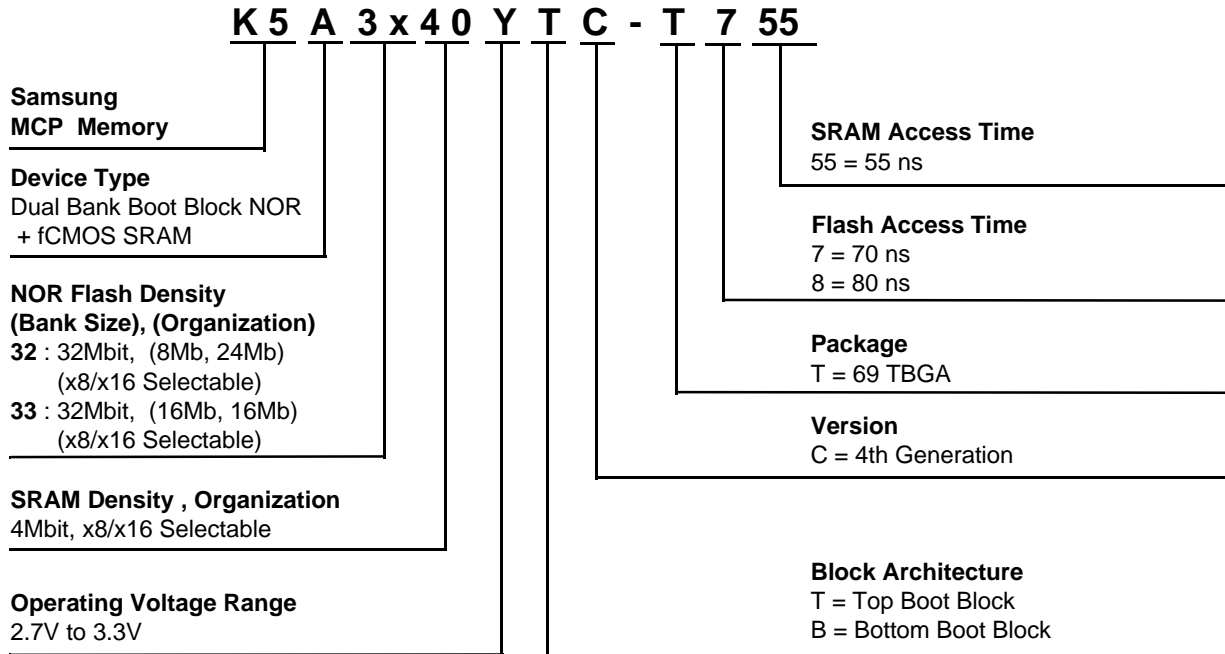 K5 A 3x40 Y T C - T 7 55
Samsung
MCP Memory
Device Type
Dual Bank Boot Block NOR
+ fCMOS SRAM
NOR Flash Density
(Bank Size), (Organization)
32 : 32Mbit, (8Mb, 24Mb)
(x8/x16 Selectable)
33 : 32Mbit, (16Mb, 16Mb)
(x8/x16 Selectable)
SRAM Density , Organization
4Mbit, x8/x16 Selectable
Operating Voltage Range
2.7V to 3.3V
SRAM Access Time
55 = 55 ns
Flash Access Time
7 = 70 ns
8 = 80 ns
Package
T = 69 TBGA
Version
C = 4th Generation
Block Architecture
T = Top Boot Block
B = Bottom Boot Block